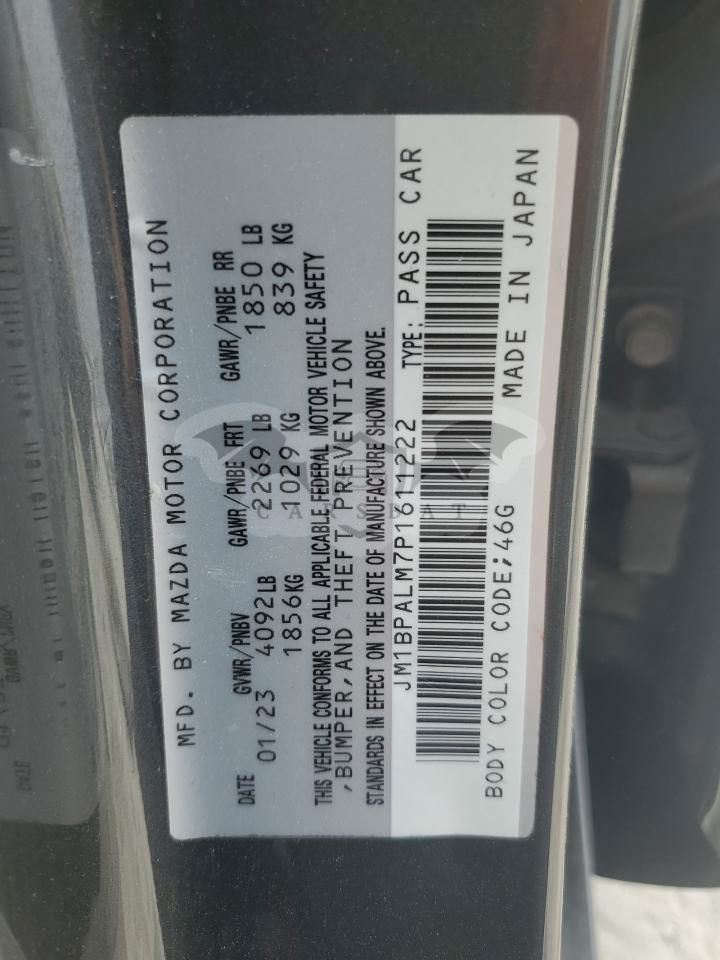 MFD. BY MAZDA MOTOR CORPORATION
GVWR/PNBV GAWR/PNBE FRT GAWR/PNBE RR
DATE 01/23 4092LB 2269 LB 1850 LB
1856KG 1029 KG 839 KG
THIS VEHICLE CONFORMS TO ALL APPLICABLE FEDERAL MOTOR VEHICLE SAFETY
,BUMPER,AND THEFT PREVENTION
STANDARDS IN EFFECT ON THE DATE OF MANUFACTURE SHOWN ABOVE.
JM1BPALM7P1611222 TYPE: PASS CAR
BODY COLOR CODE;46G MADE IN JAPAN
CARSBAT